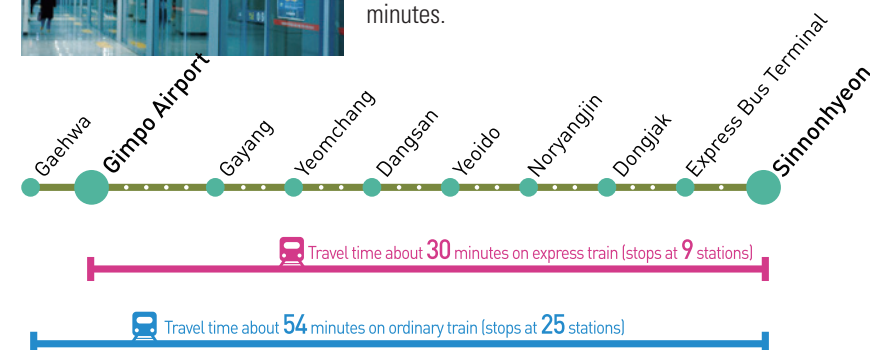 minutes.
Gaehwa
Gimpo Airport
Gayang
Yeomchang
Dangsan
Yeoido
Noryangjin
Dongjak
Express Bus Terminal
Sinnonhyeon
Travel time about 30 minutes on express train (stops at 9 stations)
Travel time about 54 minutes on ordinary train (stops at 25 stations)